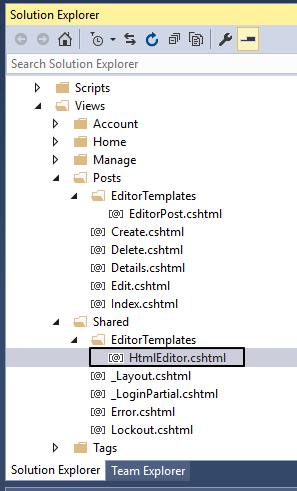 Solution Explorer
Search Solution Explorer
Scripts
Views
Account
Home
Manage
Posts
EditorTemplates
EditorPost.cshtml
Create.cshtml
Delete.cshtml
Details.cshtml
Edit.cshtml
Index.cshtml
Shared
EditorTemplates
HtmlEditor.cshtml
_Layout.cshtml
_LoginPartial.cshtml
Error.cshtml
Lockout.cshtml
Tags
Solution Explorer Team Explorer